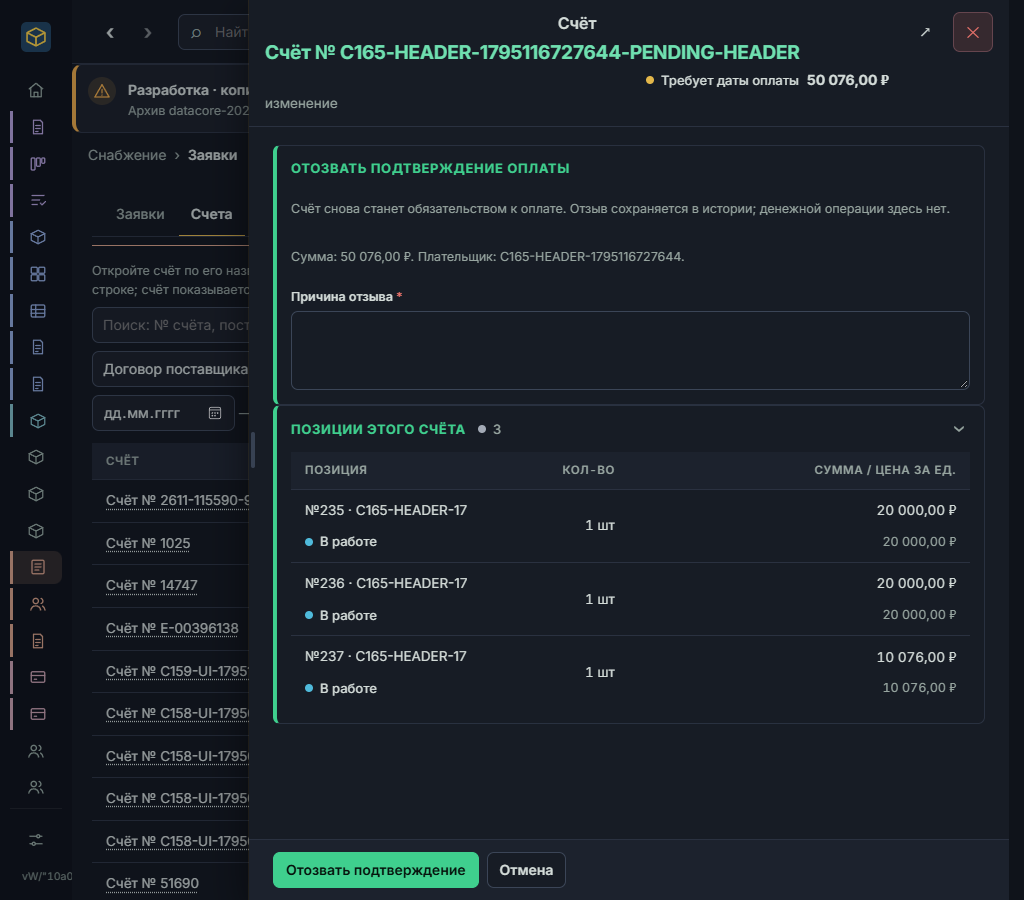 Найт
Разработка · копи
Архив datacore-202
Снабжение › Заявки
Заявки Счета
Откройте счёт по его наз
строке; счёт показываетс
Поиск: № счёта, пост
Договор поставщика
дд.мм.гггг —
СЧЁТ
Счёт № 2611-115590-9
Счёт № 1025
Счёт № 14747
Счёт № E-00396138
Счёт № C159-UI-1795
Счёт № C158-UI-1795
Счёт № C158-UI-1795
Счёт № C158-UI-1795
Счёт № C158-UI-1795
Счёт № 51690
vW/"10a0
Счёт
Счёт № C165-HEADER-1795116727644-PENDING-HEADER
Требует даты оплаты 50 076,00 ₽
изменение
ОТОЗВАТЬ ПОДТВЕРЖДЕНИЕ ОПЛАТЫ
Счёт снова станет обязательством к оплате. Отзыв сохраняется в истории; денежной операции здесь нет.
Сумма: 50 076,00 ₽. Плательщик: C165-HEADER-1795116727644.
Причина отзыва *
ПОЗИЦИИ ЭТОГО СЧЁТА 3
ПОЗИЦИЯ КОЛ-ВО СУММА / ЦЕНА ЗА ЕД.
№235 · C165-HEADER-17 1 шт 20 000,00 ₽
В работе 20 000,00 ₽
№236 · C165-HEADER-17 1 шт 20 000,00 ₽
В работе 20 000,00 ₽
№237 · C165-HEADER-17 1 шт 10 076,00 ₽
В работе 10 076,00 ₽
Отозвать подтверждение Отмена